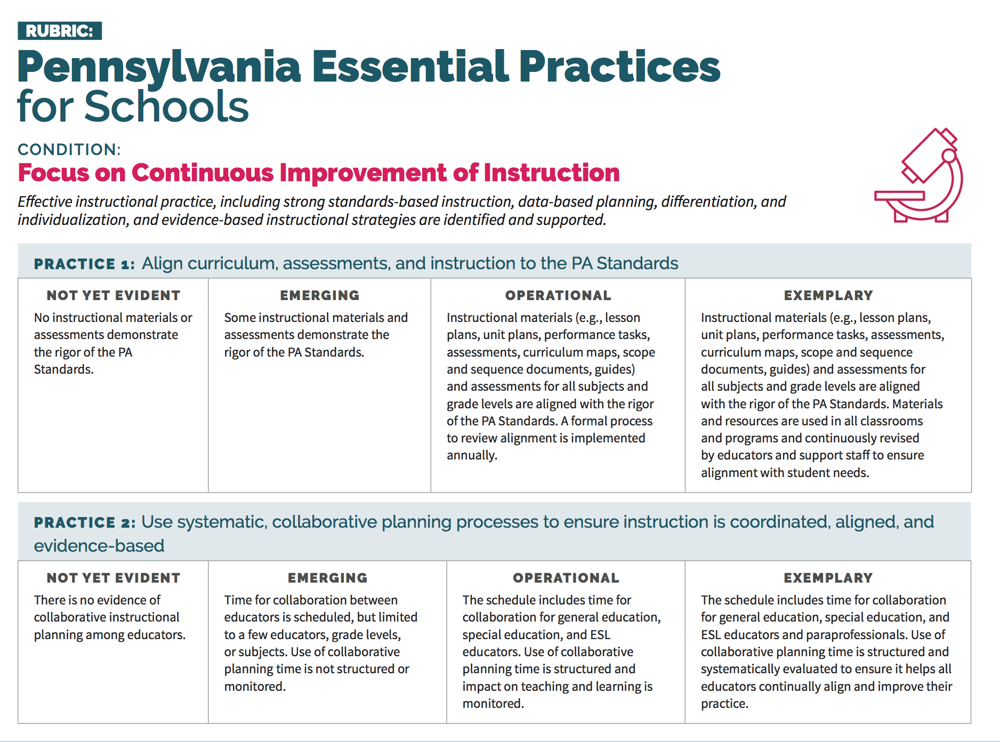 RUBRIC:
Pennsylvania Essential Practices
for Schools
CONDITION:
Focus on Continuous Improvement of Instruction
Effective instructional practice, including strong standards-based instruction, data-based planning, differentiation, and
individualization, and evidence-based instructional strategies are identified and supported.
PRACTICE 1: Align curriculum, assessments, and instruction to the PA Standards
NOT YET EVIDENT
No instructional materials or
assessments demonstrate
the rigor of the PA
Standards.
EMERGING
Some instructional materials and
assessments demonstrate the
rigor of the PA Standards.
OPERATIONAL
Instructional materials (e.g., lesson
plans, unit plans, performance tasks,
assessments, curriculum maps, scope
and sequence documents, guides)
and assessments for all subjects and
grade levels are aligned with the rigor
of the PA Standards. A formal process
to review alignment is implemented
annually.
EXEMPLARY
Instructional materials (e.g., lesson plans,
unit plans, performance tasks, assessments,
curriculum maps, scope and sequence
documents, guides) and assessments for
all subjects and grade levels are aligned
with the rigor of the PA Standards. Materials
and resources are used in all classrooms
and programs and continuously revised
by educators and support staff to ensure
alignment with student needs.
PRACTICE 2: Use systematic, collaborative planning processes to ensure instruction is coordinated, aligned, and
evidence-based
NOT YET EVIDENT
There is no evidence of
collaborative instructional
planning among educators.
EMERGING
Time for collaboration between
educators is scheduled, but limited
to a few educators, grade levels,
or subjects. Use of collaborative
planning time is not structured or
monitored.
OPERATIONAL
The schedule includes time for
collaboration for general education,
special education, and ESL
educators. Use of collaborative
planning time is structured and
impact on teaching and learning is
monitored.
EXEMPLARY
The schedule includes time for collaboration
for general education, special education, and
ESL educators and paraprofessionals. Use of
collaborative planning time is structured and
systematically evaluated to ensure it helps all
educators continually align and improve their
practice.